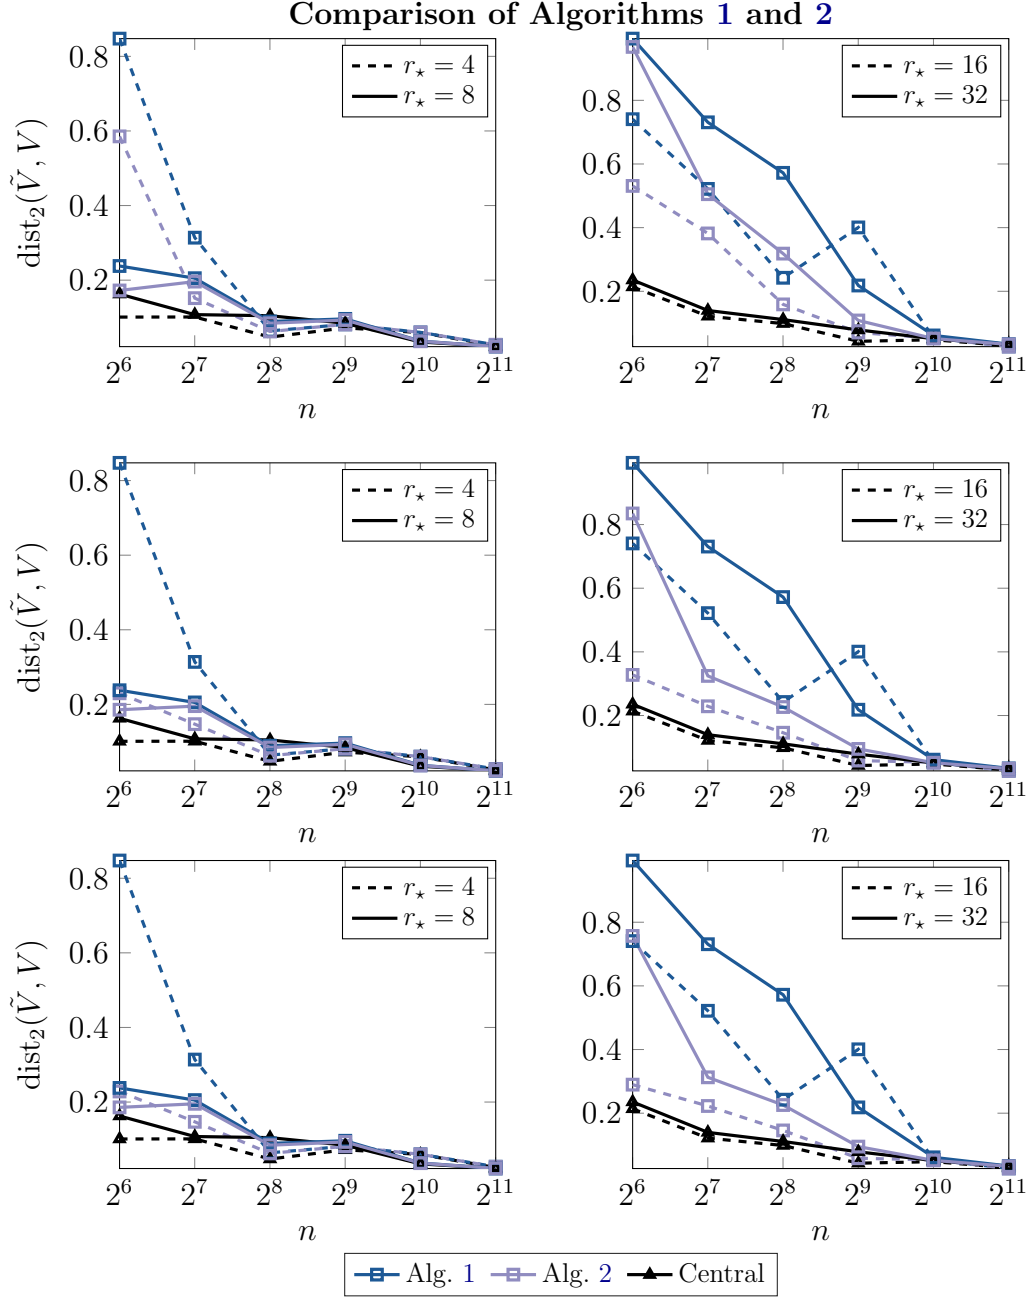 Comparison of Algorithms 1 and 2
dist₂(Ṽ, V)
0.8
0.6
0.4
0.2
r⋆ = 4
r⋆ = 8
2⁶ 2⁷ 2⁸ 2⁹ 2¹⁰ 2¹¹
n
0.8
0.6
0.4
0.2
r⋆ = 16
r⋆ = 32
2⁶ 2⁷ 2⁸ 2⁹ 2¹⁰ 2¹¹
n
dist₂(Ṽ, V)
0.8
0.6
0.4
0.2
r⋆ = 4
r⋆ = 8
2⁶ 2⁷ 2⁸ 2⁹ 2¹⁰ 2¹¹
n
0.8
0.6
0.4
0.2
r⋆ = 16
r⋆ = 32
2⁶ 2⁷ 2⁸ 2⁹ 2¹⁰ 2¹¹
n
dist₂(Ṽ, V)
0.8
0.6
0.4
0.2
r⋆ = 4
r⋆ = 8
2⁶ 2⁷ 2⁸ 2⁹ 2¹⁰ 2¹¹
n
0.8
0.6
0.4
0.2
r⋆ = 16
r⋆ = 32
2⁶ 2⁷ 2⁸ 2⁹ 2¹⁰ 2¹¹
n
Alg. 1 Alg. 2 Central